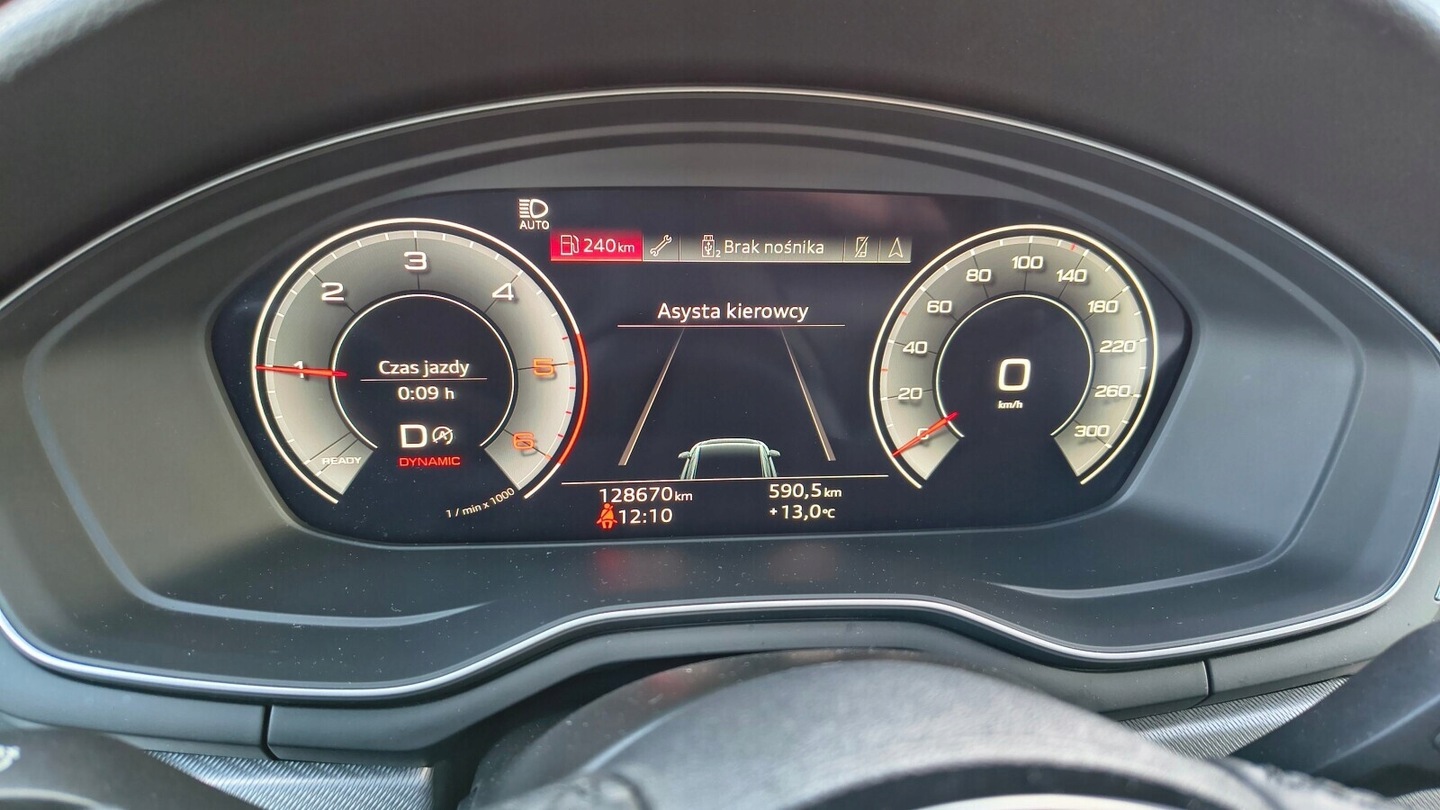 AUTO
240 km
2 Brak nośnika
Asysta kierowcy
1
2
3
4
5
6
READY
1 / min x 1000
Czas jazdy
0:09 h
D
DYNAMIC
0
20
40
60
80
100
140
180
220
260
300
0
km/h
128670 km
590,5 km
12:10
+13,0 °C